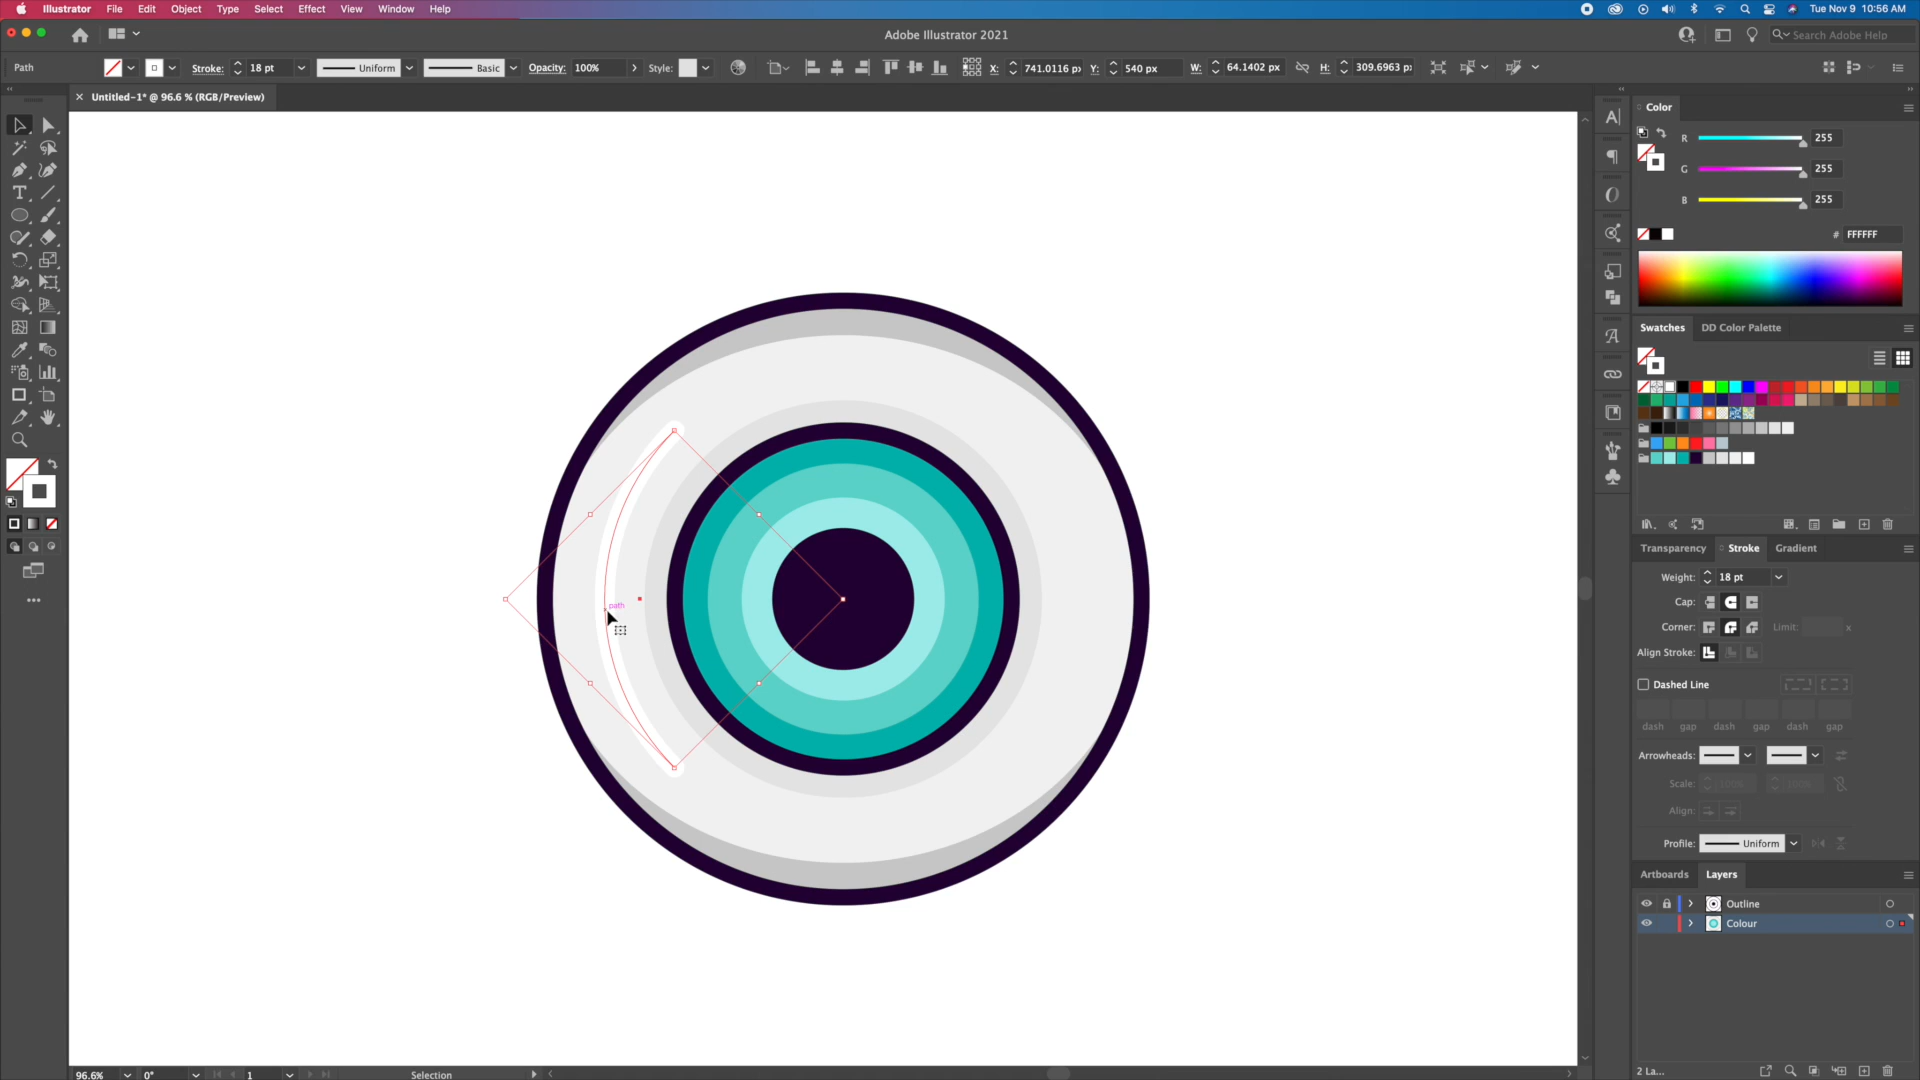 Illustrator File Edit Object Type Select Effect View Window Help
Tue Nov 9 10:56 AM
Adobe Illustrator 2021
Search Adobe Help
Path
Stroke: 18 pt Uniform Basic Opacity: 100% Style: X: 741.0116 px Y: 540 px W: 64.1402 px H: 309.6963 px
× Untitled-1* @ 96.6 % (RGB/Preview)
Color
R 255
G 255
B 255
# FFFFFF
Swatches DD Color Palette
path
Transparency Stroke Gradient
Weight: 18 pt
Cap:
Corner: Limit: x
Align Stroke:
Dashed Line
dash gap dash gap dash gap
Arrowheads:
Scale: 100% 100%
Align:
Profile: Uniform
Artboards Layers
Outline
Colour
2 La...
96.6% 0° 1 Selection